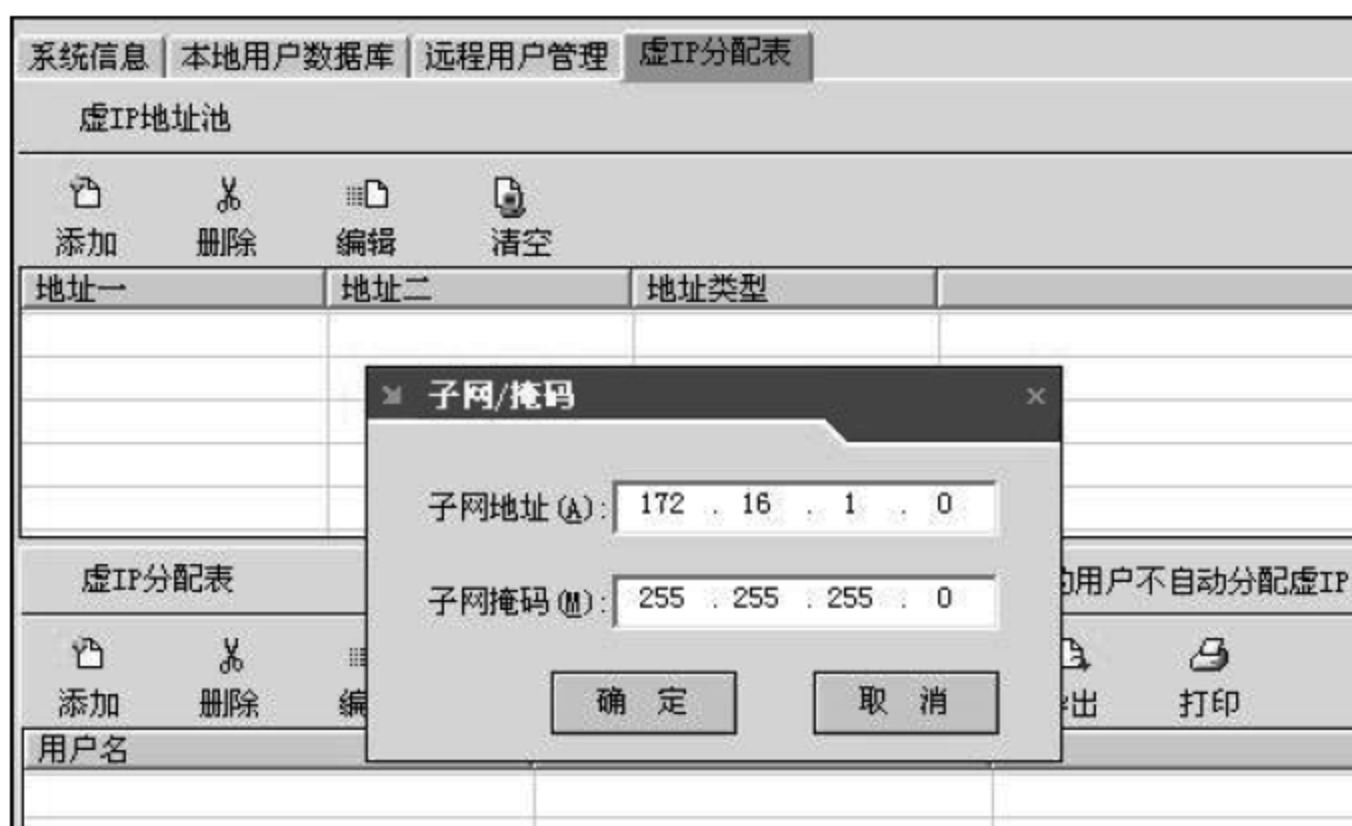 系统信息 本地用户数据库 远程用户管理 虚IP分配表
虚IP地址池
添加 删除 编辑 清空
地址一 地址二 地址类型
子网/掩码
子网地址(A): 172 . 16 . 1 . 0
子网掩码(M): 255 . 255 . 255 . 0
确 定 取 消
虚IP分配表 用户不自动分配虚IP
添加 删除 打印
用户名